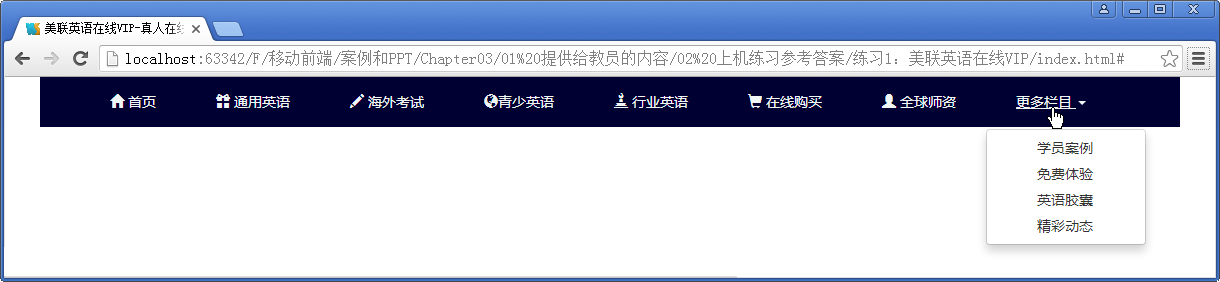 美联英语在线VIP-真人在线
localhost:63342/F/移动前端/案例和PPT/Chapter03/01%20提供给教员的内容/02%20上机练习参考答案/练习1：美联英语在线VIP/index.html#
首页 通用英语 海外考试 青少英语 行业英语 在线购买 全球师资 更多栏目
学员案例
免费体验
英语胶囊
精彩动态